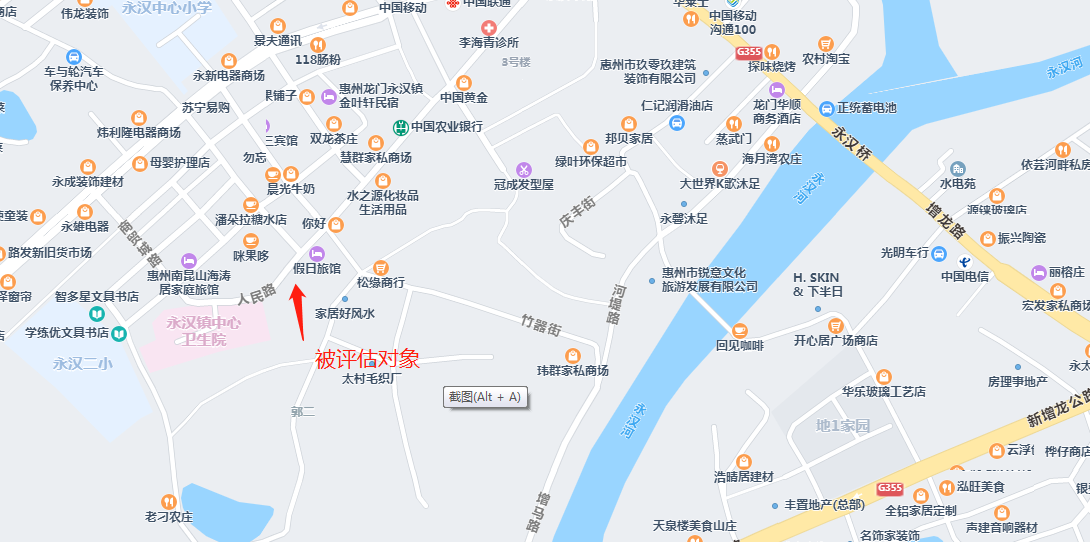 伟龙装饰
永汉中心小学
景夫通讯
118肠粉
车与轮汽车
保养中心
永新电器商场
苏宁易购
果铺子
惠州龙门永汉镇
金叶轩民宿
炜利隆电器商场
双龙茶庄
三宾馆
勿忘
母婴护理店
慧群家私商场
永成装饰建材
晨光牛奶
水之源化妆品
生活用品
潘朵拉糖水店
你好
永雄电器
商贸城路
咪果哆
路发新旧货市场
惠州南昆山海涛
居家庭旅馆
假日旅馆
松缘商行
智多星文具书店
人民路
家居好风水
永汉镇中心
卫生院
学练优文具书店
永汉二小
被评估对象
太村毛织厂
郭二
老刁农庄
中国移动
中国联通
李海青诊所
3号楼
中国黄金
中国农业银行
冠成发型屋
绿叶环保超市
邦贝家居
仁记润滑油店
惠州市玖零玖建筑
装饰有限公司
中国移动
沟通100
G355
探味烧烤
农村淘宝
龙门华顺
商务酒店
正统蓄电池
永汉河
永汉桥
蒸武门
海月湾农庄
大世界K歌沐足
永汉河
永馨沐足
庆丰街
惠州市锐意文化
旅游发展有限公司
河堤路
竹器街
玮群家私商场
截图(Alt + A)
永汉河
增马路
回见咖啡
H. SKIN
& 下半日
开心居广场商店
水电苑
依芸润鲜私房
源镁玻璃店
增龙路
振兴陶瓷
光明车行
中国电信
丽榕庄
宏发家私商场
房理事地产
华乐玻璃工艺店
新增龙公路
地1家园
浩晴居建材
G355
泓旺美食
桦仔商店
丰置地产(总部)
全铝家居定制
声建音响器材
天泉楼美食山庄
名饰家装饰